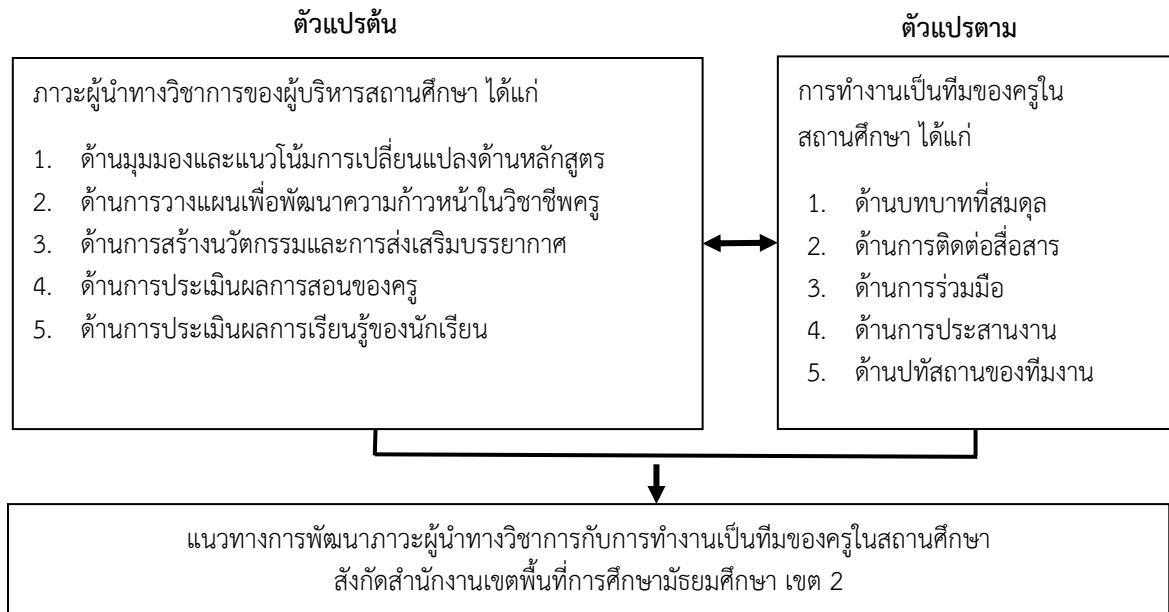 ตัวแปรต้น
ภาวะผู้นำทางวิชาการของผู้บริหารสถานศึกษา ได้แก่
1. ด้านมุมมองและแนวโน้มการเปลี่ยนแปลงด้านหลักสูตร
2. ด้านการวางแผนเพื่อพัฒนาความก้าวหน้าในวิชาชีพครู
3. ด้านการสร้างนวัตกรรมและการส่งเสริมบรรยากาศ
4. ด้านการประเมินผลการสอนของครู
5. ด้านการประเมินผลการเรียนรู้ของนักเรียน
ตัวแปรตาม
การทำงานเป็นทีมของครูใน
สถานศึกษา ได้แก่
1. ด้านบทบาทที่สมดุล
2. ด้านการติดต่อสื่อสาร
3. ด้านการร่วมมือ
4. ด้านการประสานงาน
5. ด้านปทัสถานของทีมงาน
แนวทางการพัฒนาภาวะผู้นำทางวิชาการกับการทำงานเป็นทีมของครูในสถานศึกษา
สังกัดสำนักงานเขตพื้นที่การศึกษามัธยมศึกษา เขต 2